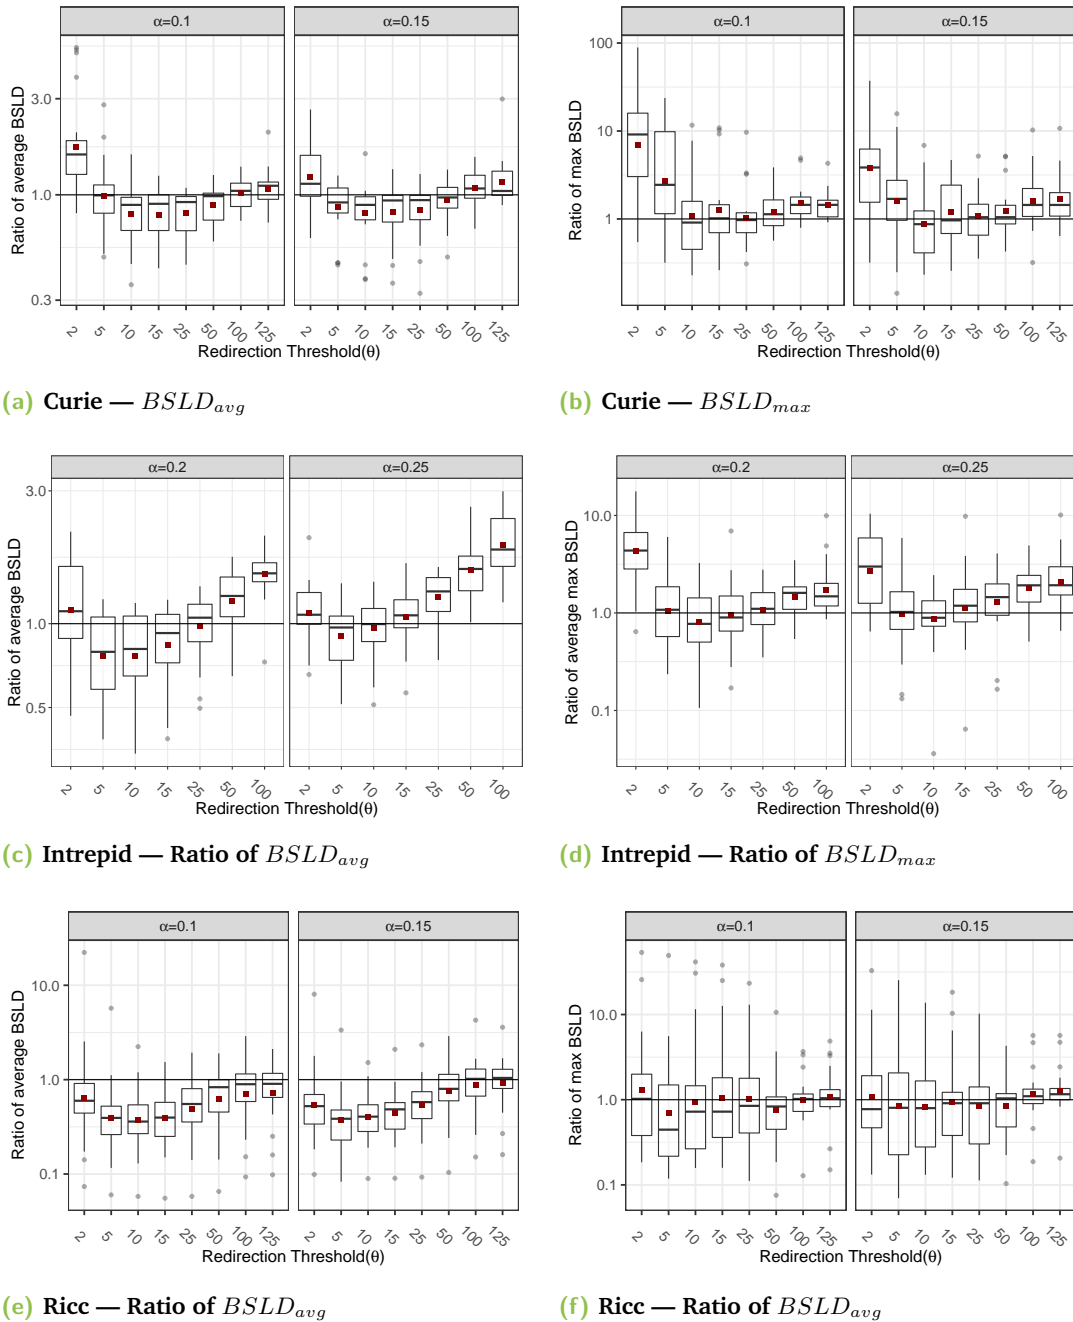 α=0.1
α=0.15
Ratio of average BSLD
3.0
1.0
0.3
2 5 10 15 25 50 100 125
2 5 10 15 25 50 100 125
Redirection Threshold(θ)
(a) Curie — BSLD_avg
α=0.1
α=0.15
Ratio of max BSLD
100
10
1
2 5 10 15 25 50 100 125
2 5 10 15 25 50 100 125
Redirection Threshold(θ)
(b) Curie — BSLD_max
α=0.2
α=0.25
Ratio of average BSLD
3.0
1.0
0.5
2 5 10 15 25 50 100
2 5 10 15 25 50 100
Redirection Threshold(θ)
(c) Intrepid — Ratio of BSLD_avg
α=0.2
α=0.25
Ratio of average max BSLD
10.0
1.0
0.1
2 5 10 15 25 50 100
2 5 10 15 25 50 100
Redirection Threshold(θ)
(d) Intrepid — Ratio of BSLD_max
α=0.1
α=0.15
Ratio of average BSLD
10.0
1.0
0.1
2 5 10 15 25 50 100 125
2 5 10 15 25 50 100 125
Redirection Threshold(θ)
(e) Ricc — Ratio of BSLD_avg
α=0.1
α=0.15
Ratio of max BSLD
10.0
1.0
0.1
2 5 10 15 25 50 100 125
2 5 10 15 25 50 100 125
Redirection Threshold(θ)
(f) Ricc — Ratio of BSLD_avg